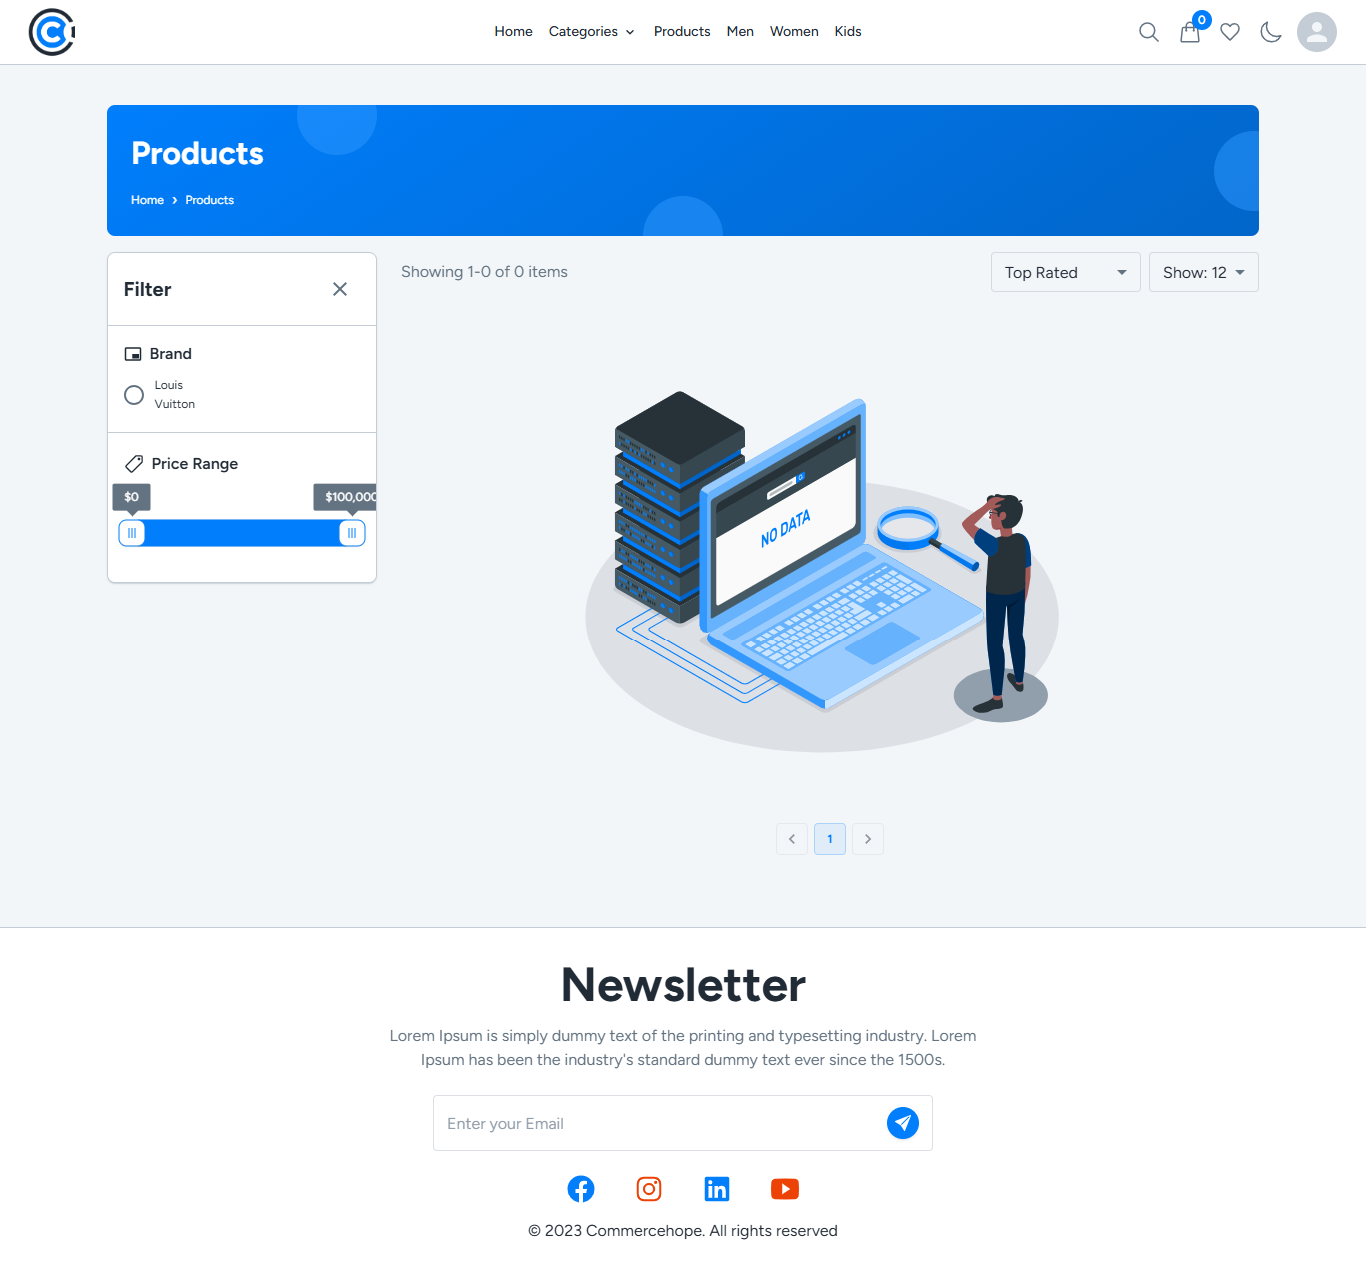 Home Categories Products Men Women Kids
0
Products
Home › Products
Filter
Showing 1-0 of 0 items
Top Rated
Show: 12
Brand
Louis
Vuitton
Price Range
$0
$100,000
NO DATA
1
Newsletter
Lorem Ipsum is simply dummy text of the printing and typesetting industry. Lorem
Ipsum has been the industry's standard dummy text ever since the 1500s.
Enter your Email
© 2023 Commercehope. All rights reserved